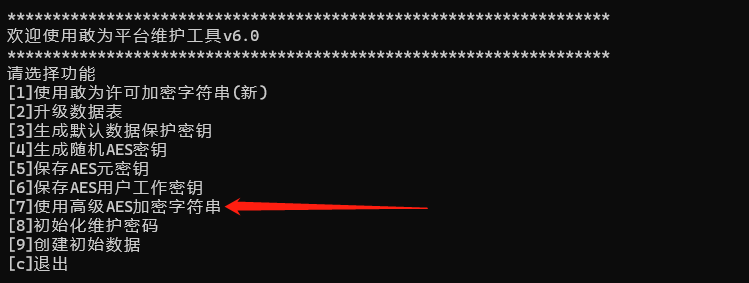 *******************************************************************
欢迎使用敢为平台维护工具v6.0
*******************************************************************
请选择功能
[1]使用敢为许可加密字符串(新)
[2]升级数据表
[3]生成默认数据保护密钥
[4]生成随机AES密钥
[5]保存AES元密钥
[6]保存AES用户工作密钥
[7]使用高级AES加密字符串
[8]初始化维护密码
[9]创建初始数据
[c]退出